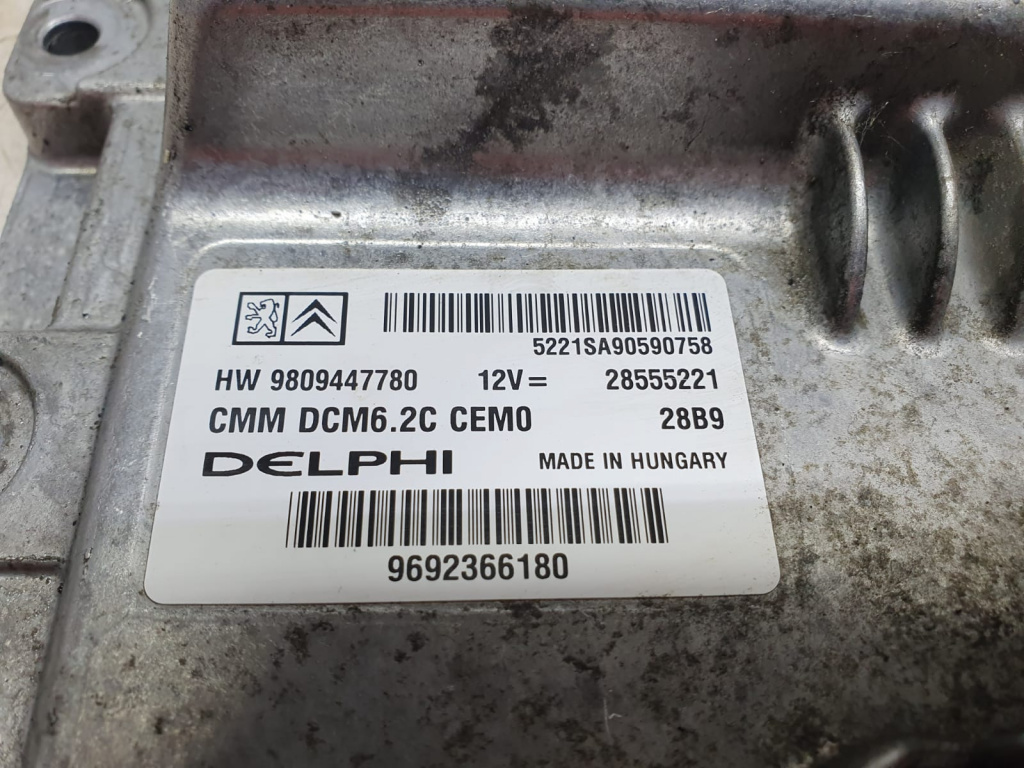 5221SA90590758
HW 9809447780 12V= 28555221
CMM DCM6.2C CEM0 28B9
DELPHI MADE IN HUNGARY
9692366180